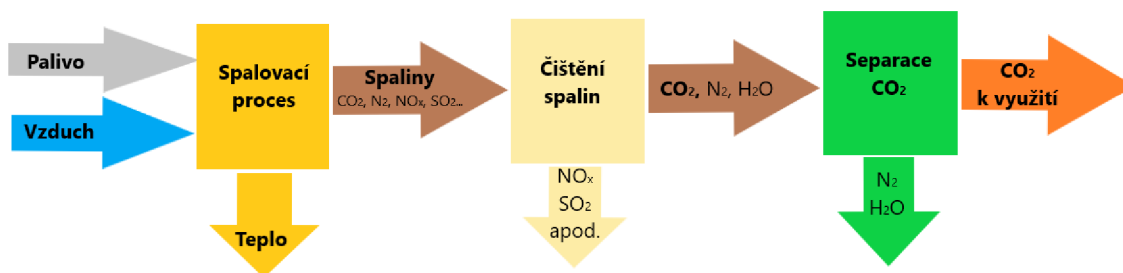 Palivo
Vzduch
Spalovací
proces
Teplo
Spaliny
CO₂, N₂, NOₓ, SO₂...
Čištění
spalin
NOₓ
SO₂
apod.
CO₂, N₂, H₂O
Separace
CO₂
N₂
H₂O
CO₂
k využití